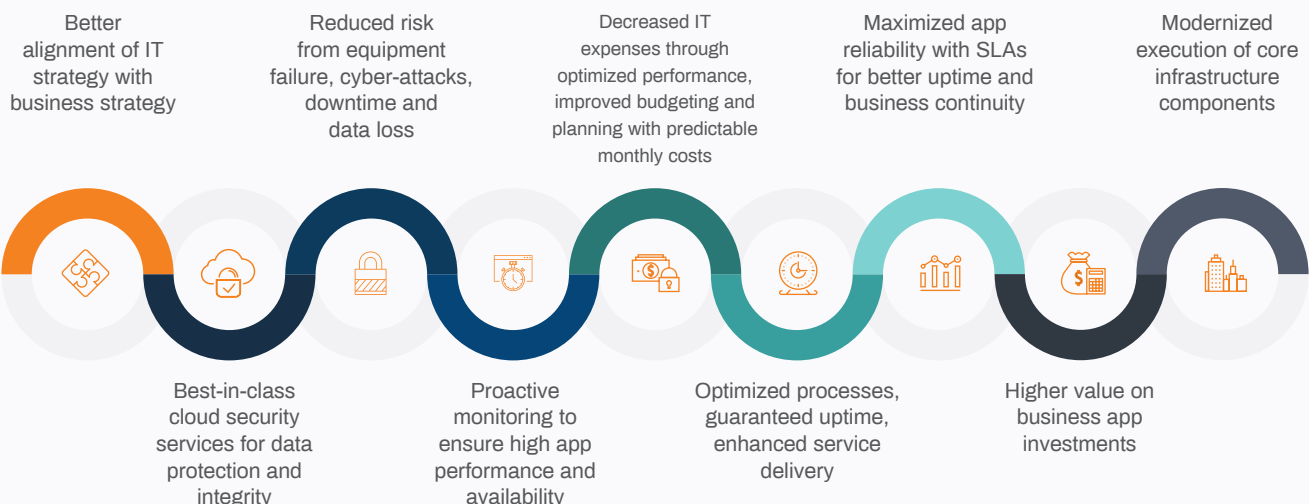 Better
alignment of IT
strategy with
business strategy
Reduced risk
from equipment
failure, cyber-attacks,
downtime and
data loss
Decreased IT
expenses through
optimized performance,
improved budgeting and
planning with predictable
monthly costs
Maximized app
reliability with SLAs
for better uptime and
business continuity
Modernized
execution of core
infrastructure
components
Best-in-class
cloud security
services for data
protection and
integrity
Proactive
monitoring to
ensure high app
performance and
availability
Optimized processes,
guaranteed uptime,
enhanced service
delivery
Higher value on
business app
investments